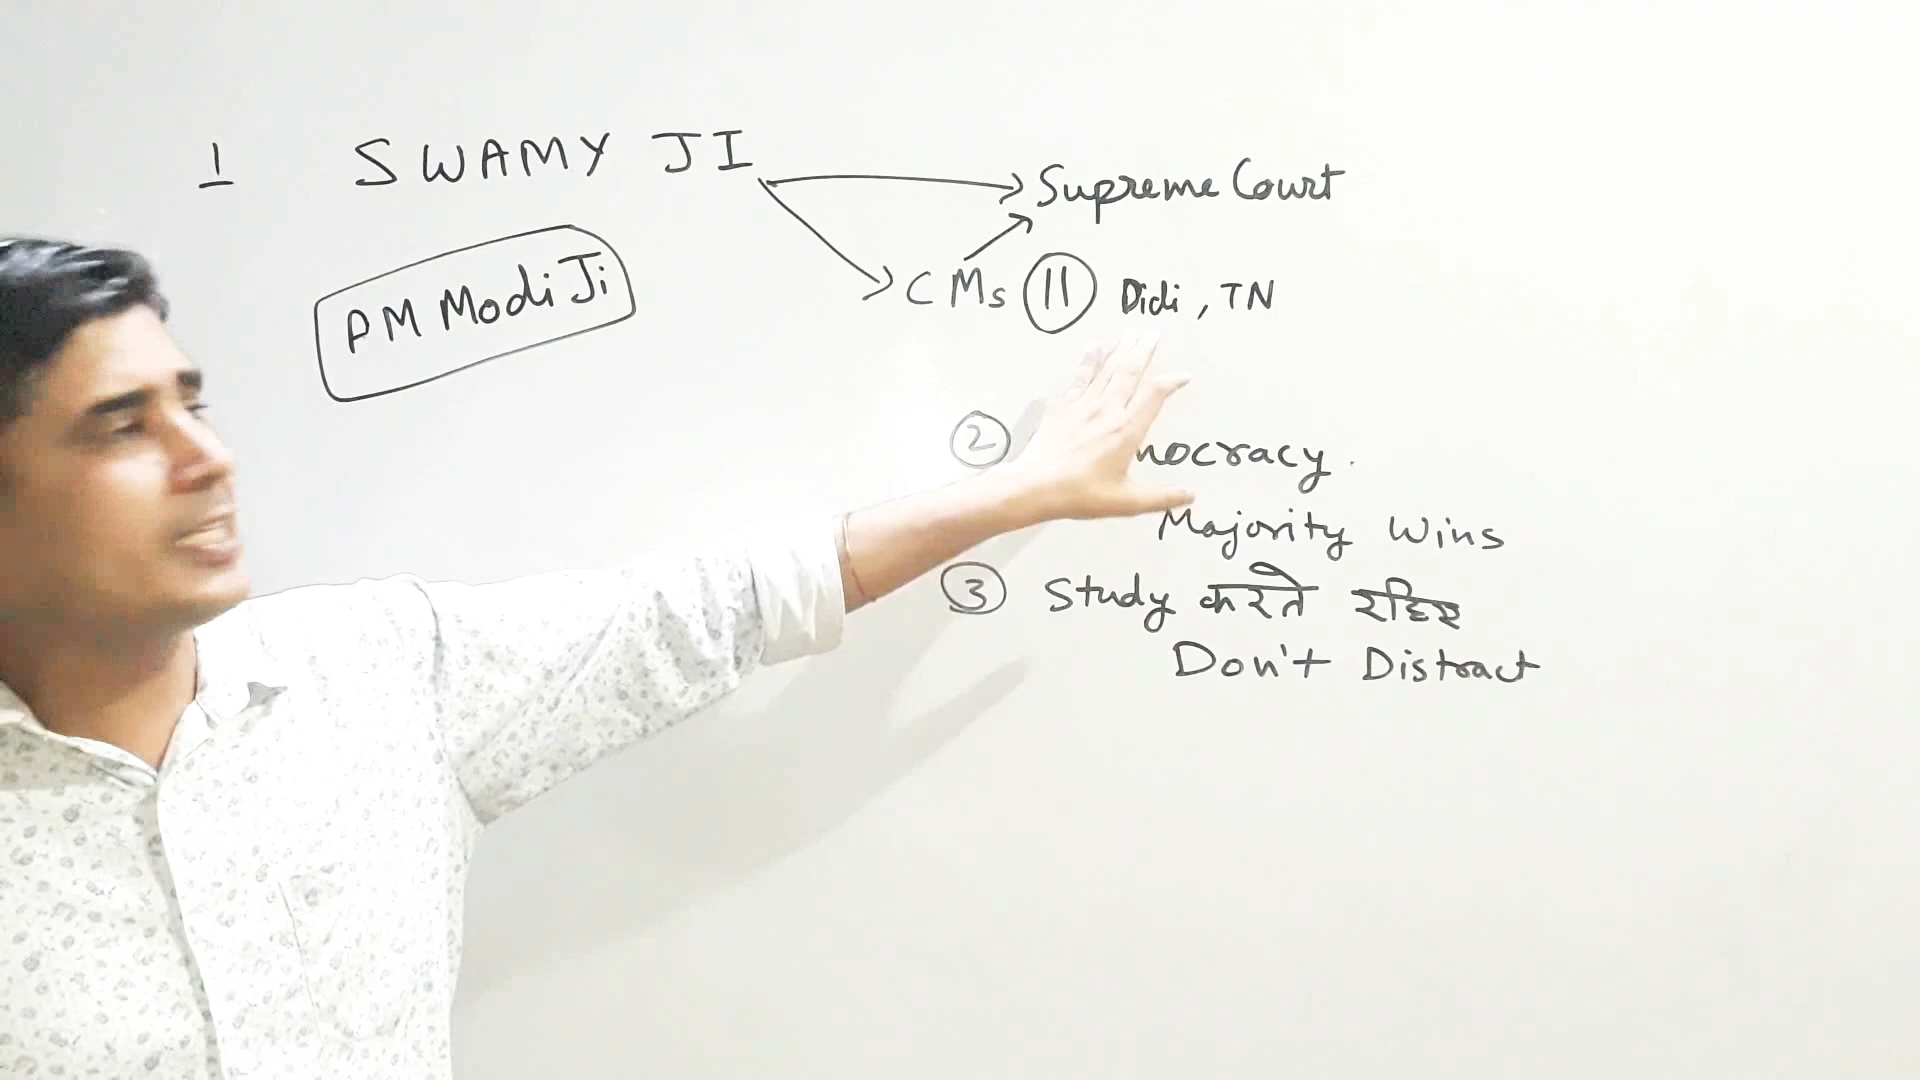 1 SWAMY JI
Supreme Court
PM Modi Ji
CMs 11 Didi, TN
2 mocracy.
Majority Wins
3 Study करते रहिए
Don't Distract